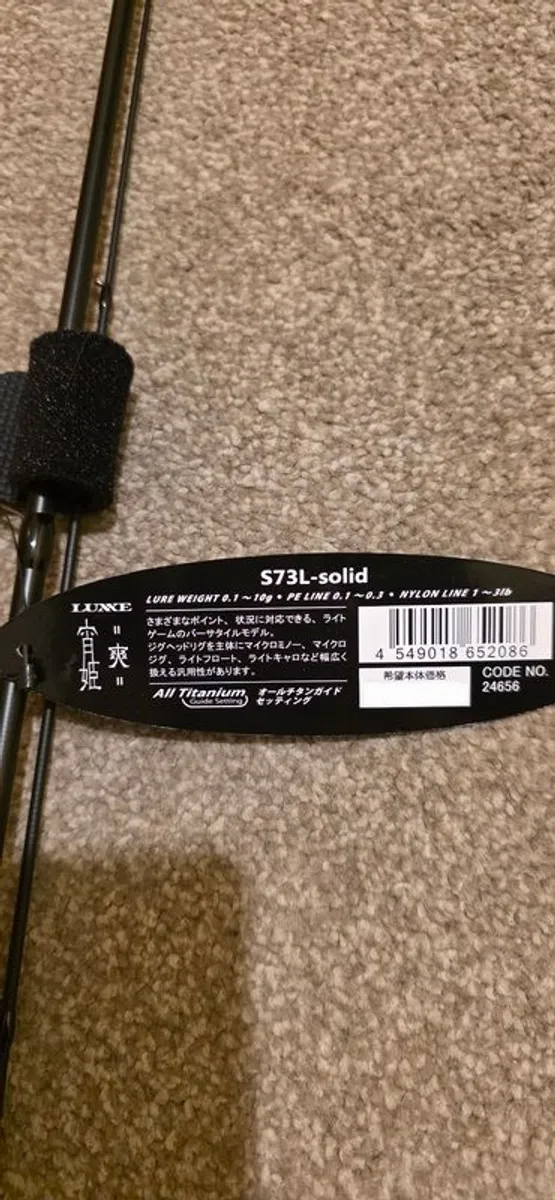 S73L-solid
LURE WEIGHT 0.1～10g • PE LINE 0.1～0.3 • NYLON LINE 1～3lb
LUXXE
宵姫
"爽"
さまざまなポイント、状況に対応できる、ライト
ゲームのバーサタイルモデル。
ジグヘッドリグを主体にマイクロミノー、マイクロ
ジグ、ライトフロート、ライトキャロなど幅広く
扱える汎用性があります。
All Titanium
Guide Setting
オールチタンガイド
セッティング
4 549018 652086
希望本体価格
CODE NO.
24656